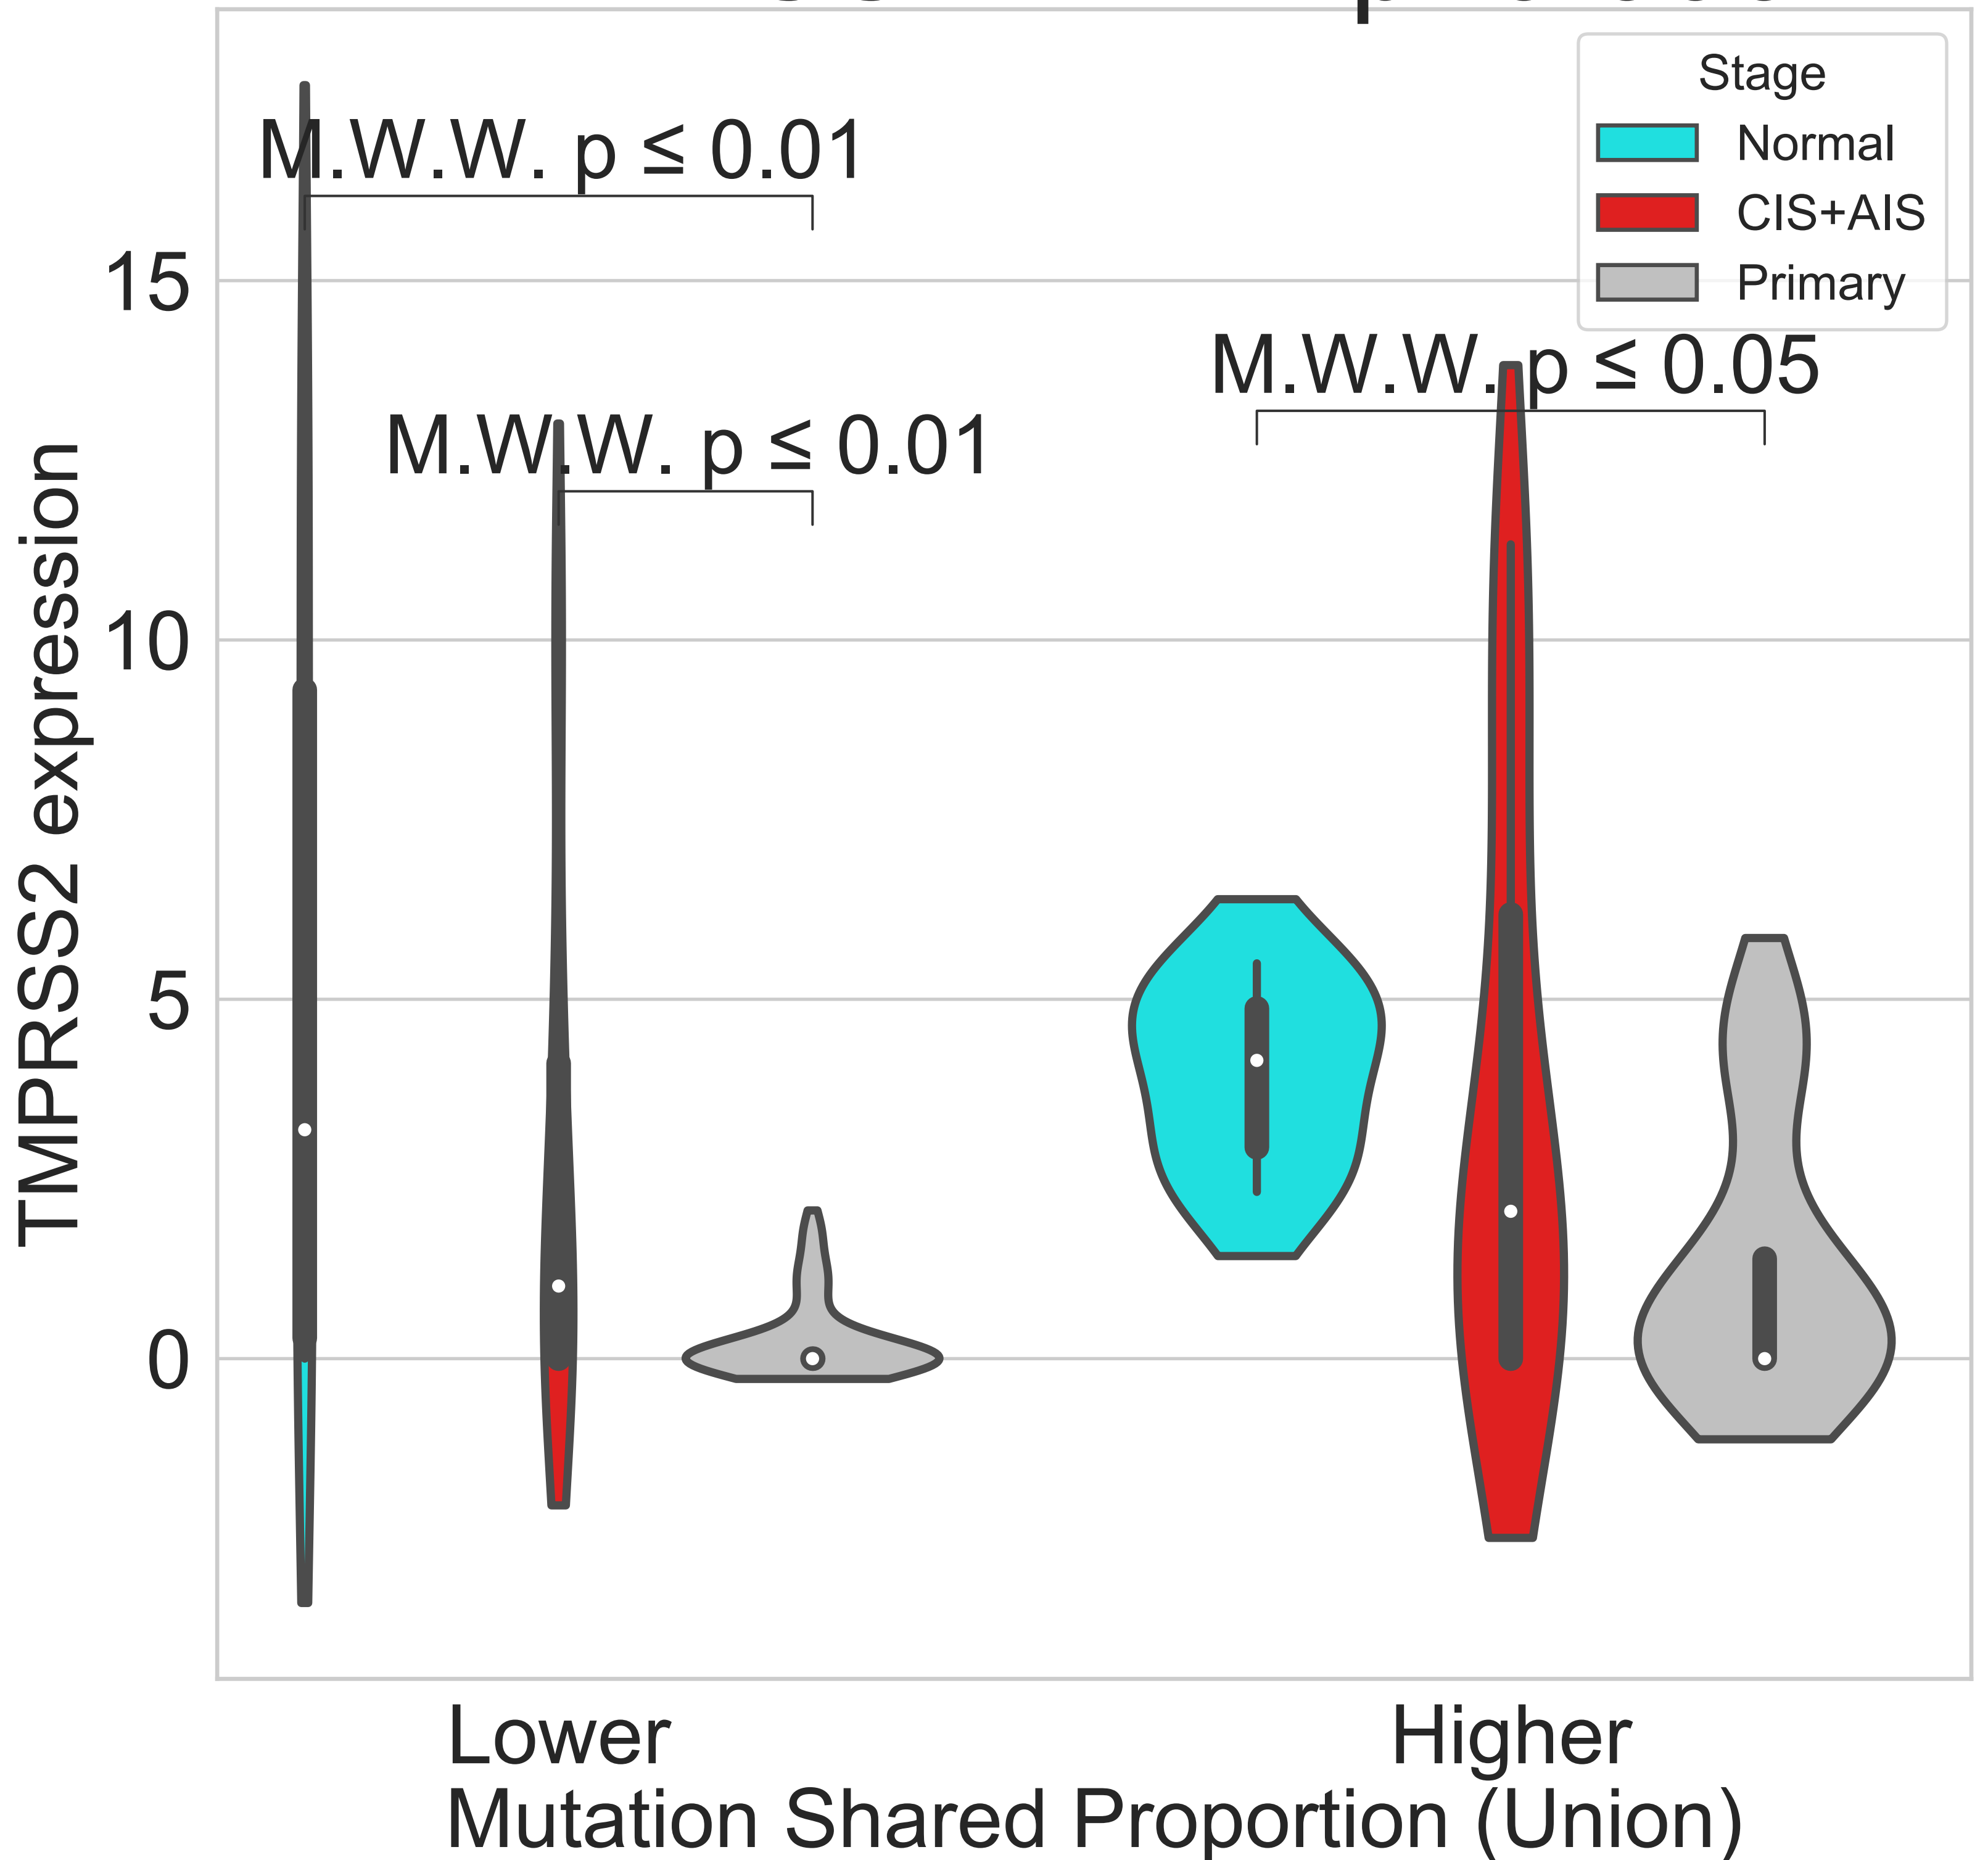 Stage
Normal
CIS+AIS
Primary
M.W.W. p ≤ 0.01
M.W.W. p ≤ 0.01
M.W.W. p ≤ 0.05
15
10
5
0
TMPRSS2 expression
Lower
Higher
Mutation Shared Proportion (Union)